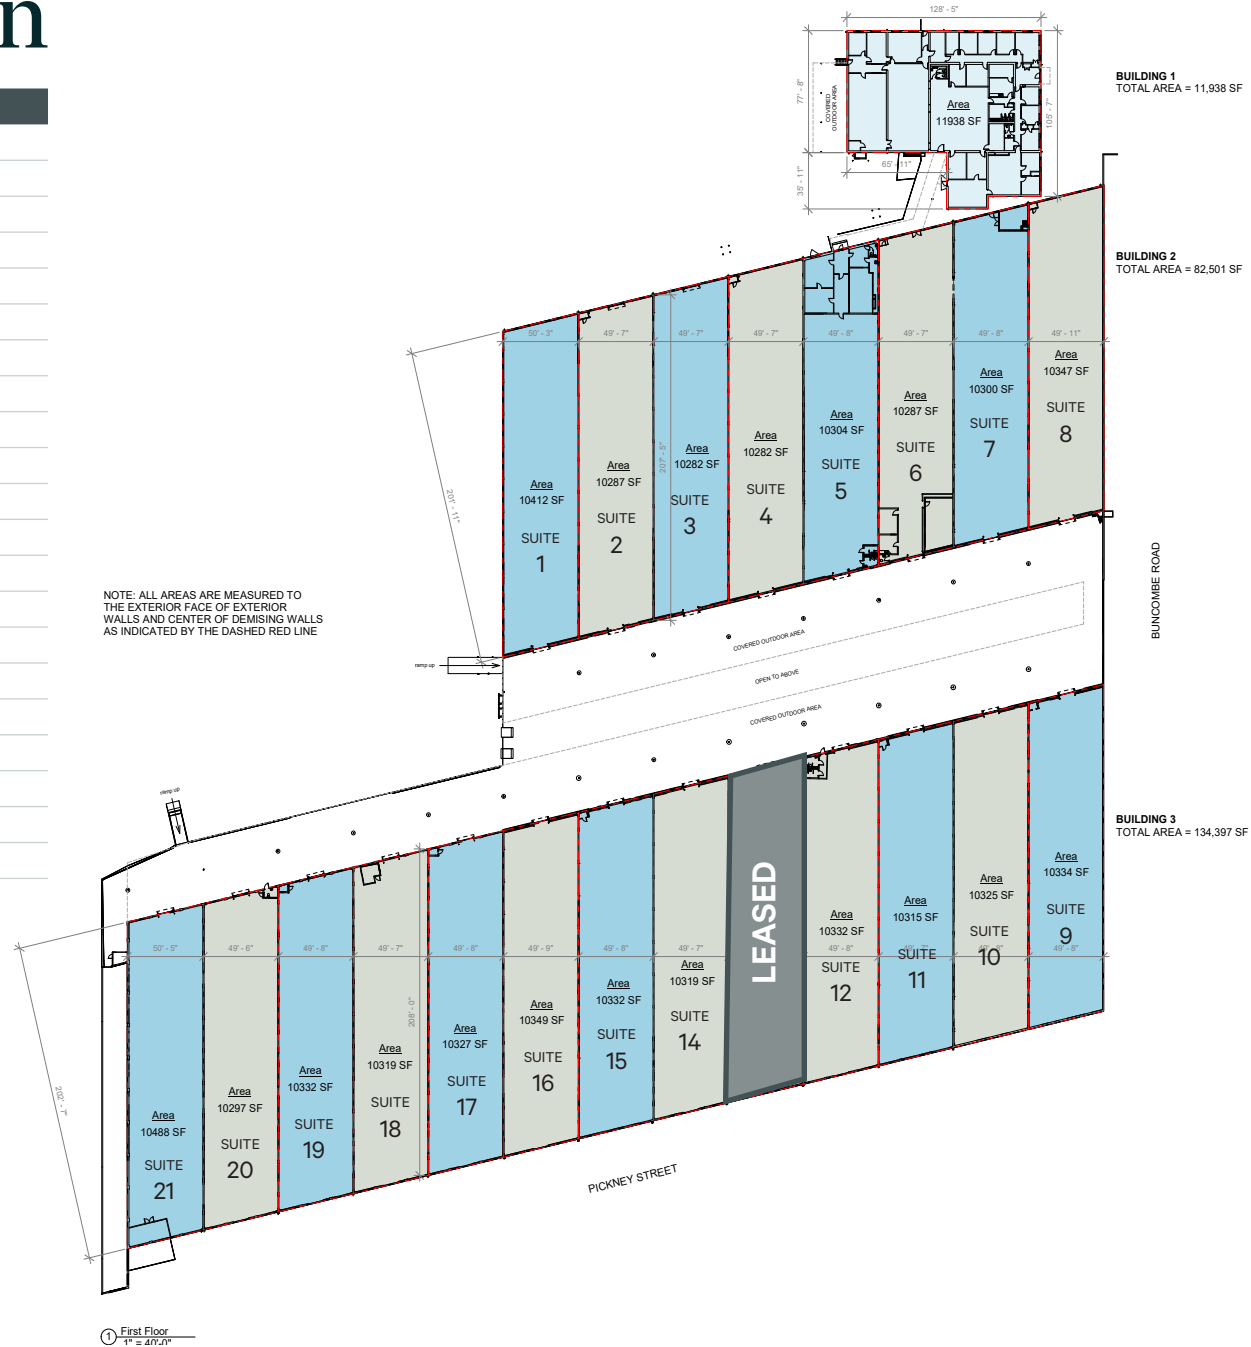 n
128' - 5"
77' - 8"
COVERED
OUTDOOR AREA
Area
11938 SF
105' - 7"
BUILDING 1
TOTAL AREA = 11,938 SF
65' - 11"
35' - 11"
BUILDING 2
TOTAL AREA = 82,501 SF
50' - 3"
49' - 7"
49' - 7"
49' - 7"
49' - 8"
49' - 7"
49' - 8"
49' - 11"
201' - 11"
207' - 5"
Area
10412 SF
SUITE
1
Area
10287 SF
SUITE
2
Area
10282 SF
SUITE
3
Area
10282 SF
SUITE
4
Area
10304 SF
SUITE
5
Area
10287 SF
SUITE
6
Area
10300 SF
SUITE
7
Area
10347 SF
SUITE
8
NOTE: ALL AREAS ARE MEASURED TO
THE EXTERIOR FACE OF EXTERIOR
WALLS AND CENTER OF DEMISING WALLS
AS INDICATED BY THE DASHED RED LINE
BUNCOMBE ROAD
ramp up
COVERED OUTDOOR AREA
OPEN TO ABOVE
COVERED OUTDOOR AREA
ramp up
BUILDING 3
TOTAL AREA = 134,397 SF
50' - 5"
49' - 6"
49' - 8"
49' - 7"
49' - 8"
49' - 9"
49' - 8"
49' - 7"
49' - 8"
49' - 7"
49' - 8"
202' - 7"
208' - 0"
Area
10488 SF
SUITE
21
Area
10297 SF
SUITE
20
Area
10332 SF
SUITE
19
Area
10319 SF
SUITE
18
Area
10327 SF
SUITE
17
Area
10349 SF
SUITE
16
Area
10332 SF
SUITE
15
Area
10319 SF
SUITE
14
LEASED
Area
10332 SF
SUITE
12
Area
10315 SF
SUITE
11
Area
10325 SF
SUITE
10
Area
10334 SF
SUITE
9
PICKNEY STREET
1
First Floor
1" = 40'-0"